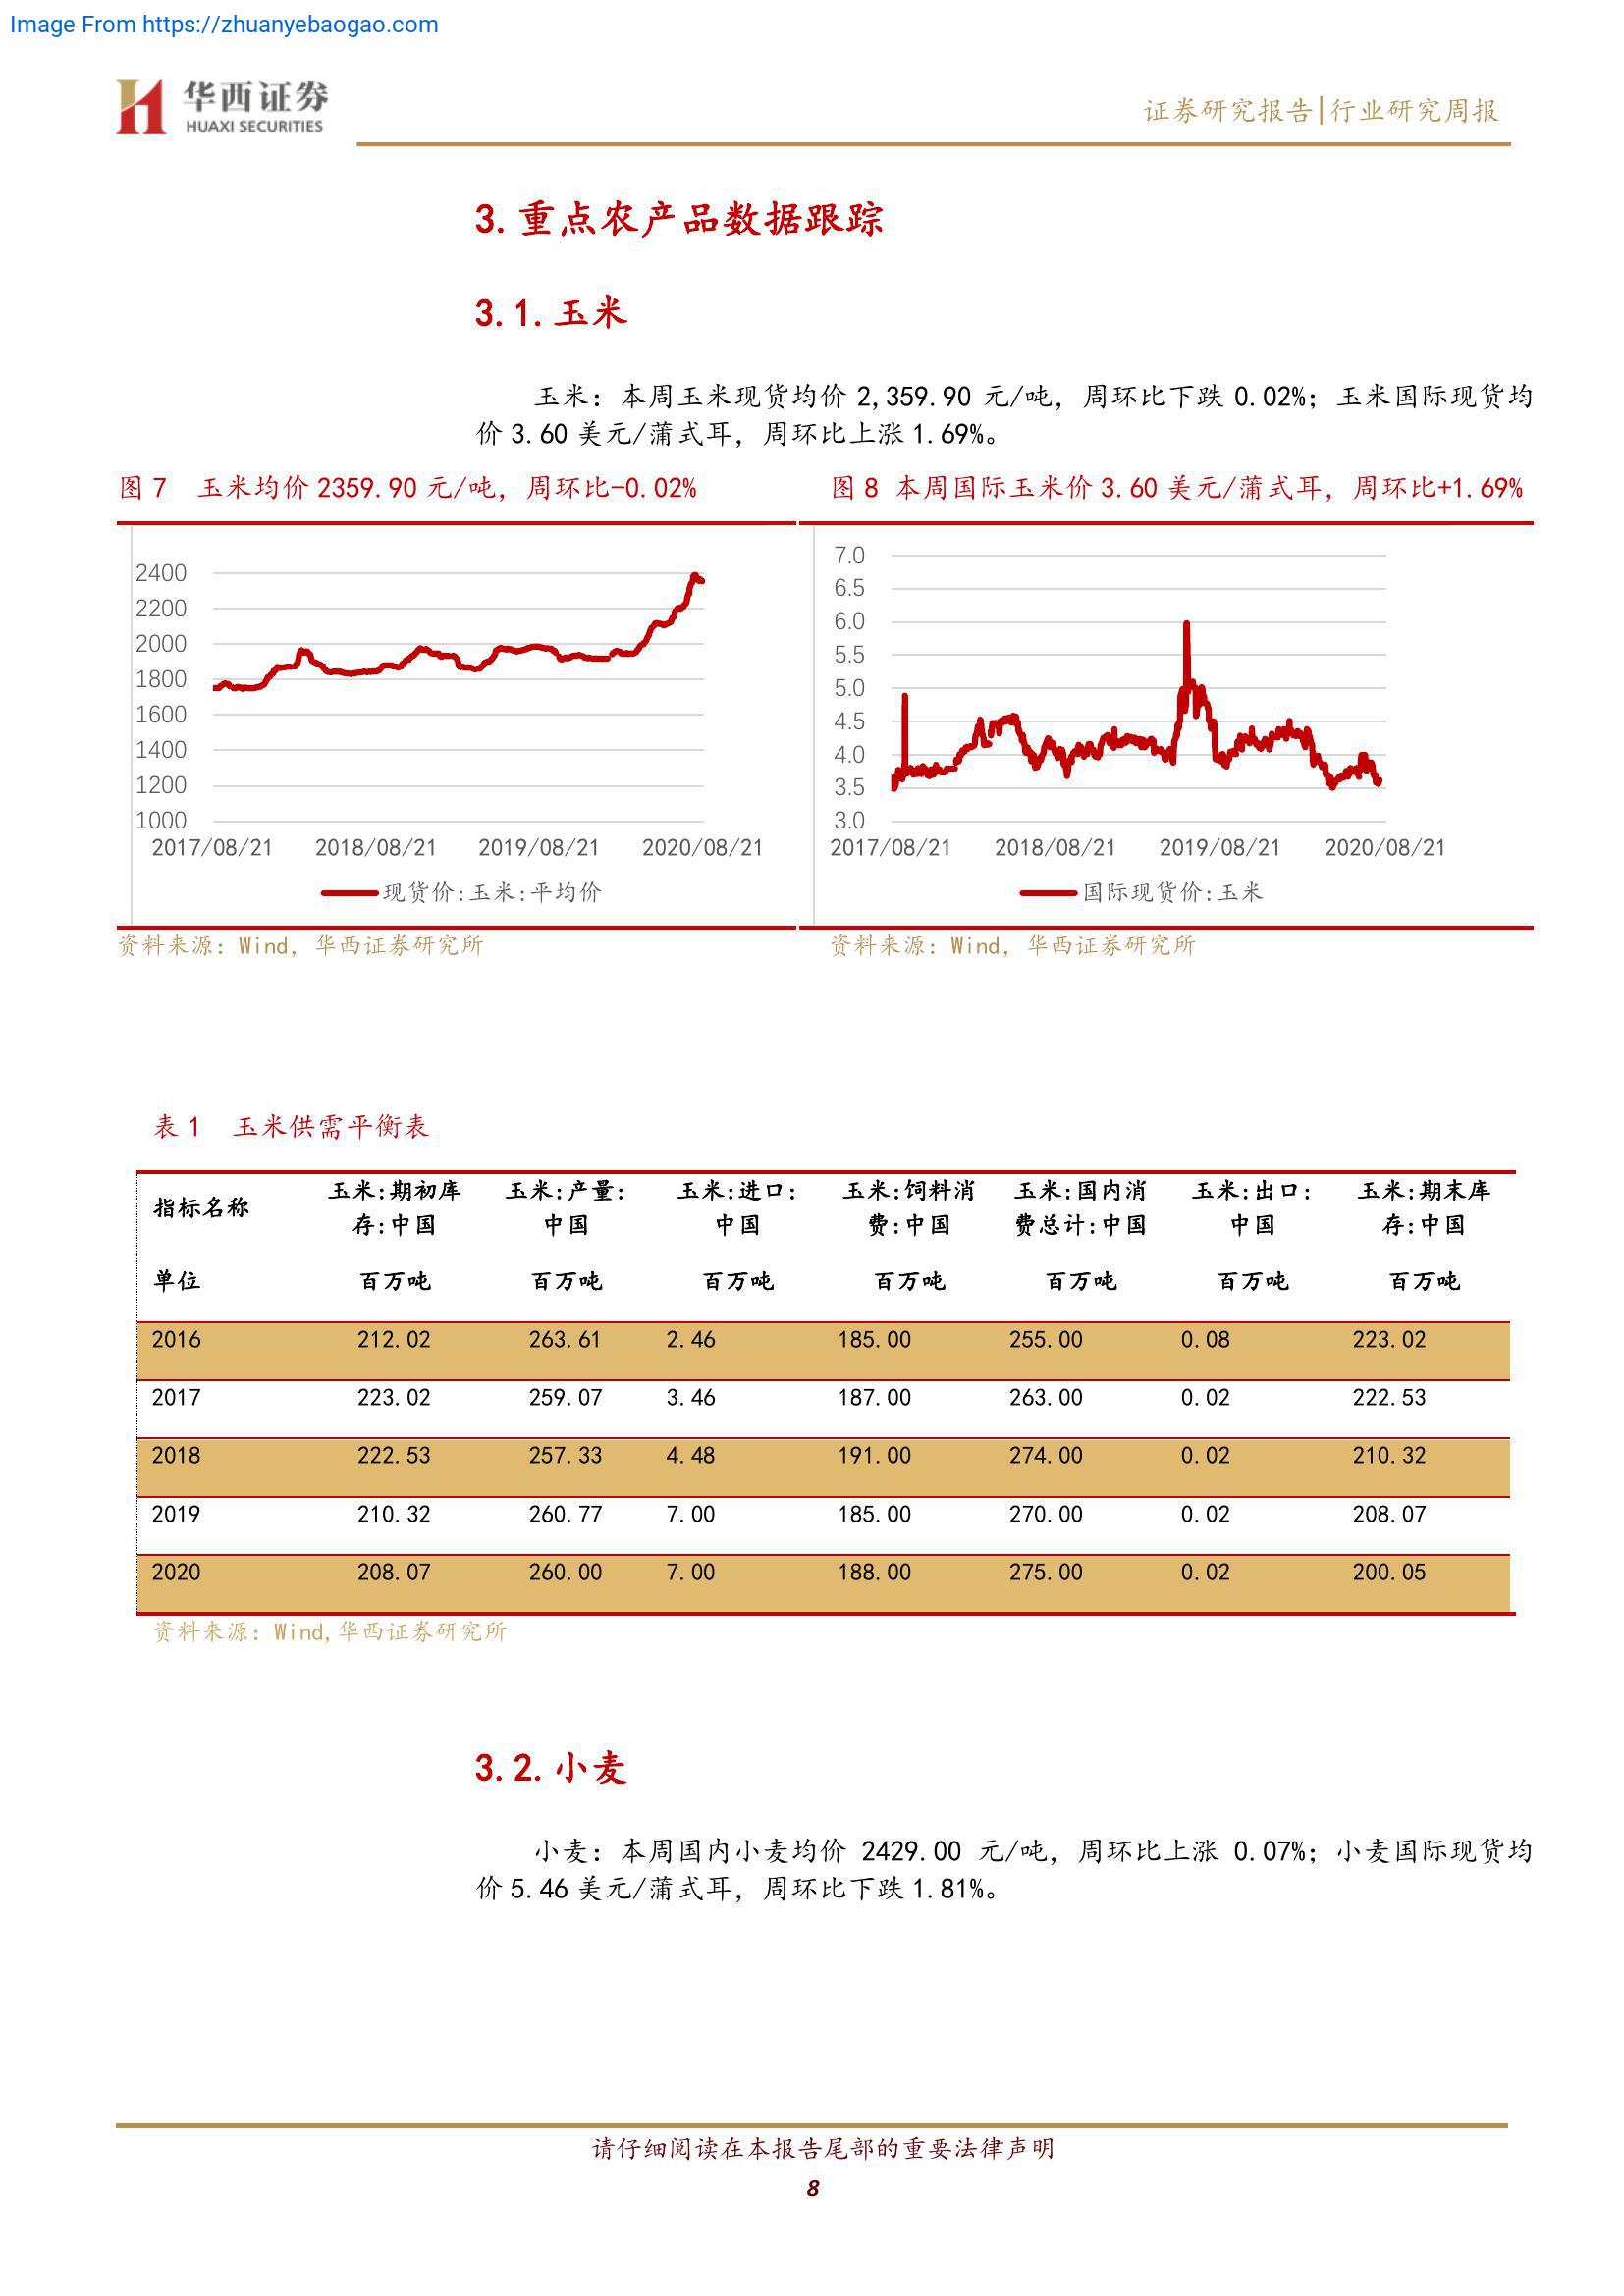 Image From https://zhuanyebaogao.com
华西证券
HUAXI SECURITIES
证券研究报告|行业研究周报
3. 重点农产品数据跟踪
3.1. 玉米
玉米：本周玉米现货均价 2,359.90 元/吨，周环比下跌 0.02%；玉米国际现货均
价 3.60 美元/蒲式耳，周环比上涨 1.69%。
图 7 玉米均价 2359.90 元/吨，周环比-0.02%
2400
2200
2000
1800
1600
1400
1200
1000
2017/08/21 2018/08/21 2019/08/21 2020/08/21
现货价:玉米:平均价
资料来源：Wind，华西证券研究所
图 8 本周国际玉米价 3.60 美元/蒲式耳，周环比+1.69%
7.0
6.5
6.0
5.5
5.0
4.5
4.0
3.5
3.0
2017/08/21 2018/08/21 2019/08/21 2020/08/21
国际现货价:玉米
资料来源：Wind，华西证券研究所
表 1 玉米供需平衡表
指标名称 玉米:期初库存:中国 玉米:产量:中国 玉米:进口:中国 玉米:饲料消费:中国 玉米:国内消费总计:中国 玉米:出口:中国 玉米:期末库存:中国
单位 百万吨 百万吨 百万吨 百万吨 百万吨 百万吨 百万吨
2016 212.02 263.61 2.46 185.00 255.00 0.08 223.02
2017 223.02 259.07 3.46 187.00 263.00 0.02 222.53
2018 222.53 257.33 4.48 191.00 274.00 0.02 210.32
2019 210.32 260.77 7.00 185.00 270.00 0.02 208.07
2020 208.07 260.00 7.00 188.00 275.00 0.02 200.05
资料来源：Wind,华西证券研究所
3.2. 小麦
小麦：本周国内小麦均价 2429.00 元/吨，周环比上涨 0.07%；小麦国际现货均
价 5.46 美元/蒲式耳，周环比下跌 1.81%。
请仔细阅读在本报告尾部的重要法律声明
8